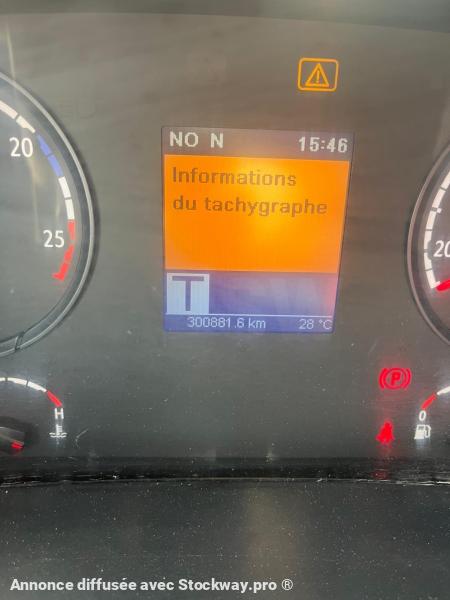 NO N 15:46
Informations
du tachygraphe
T
300881.6 km 28 °C
20
25
20
P
H
0
Annonce diffusée avec Stockway.pro ®